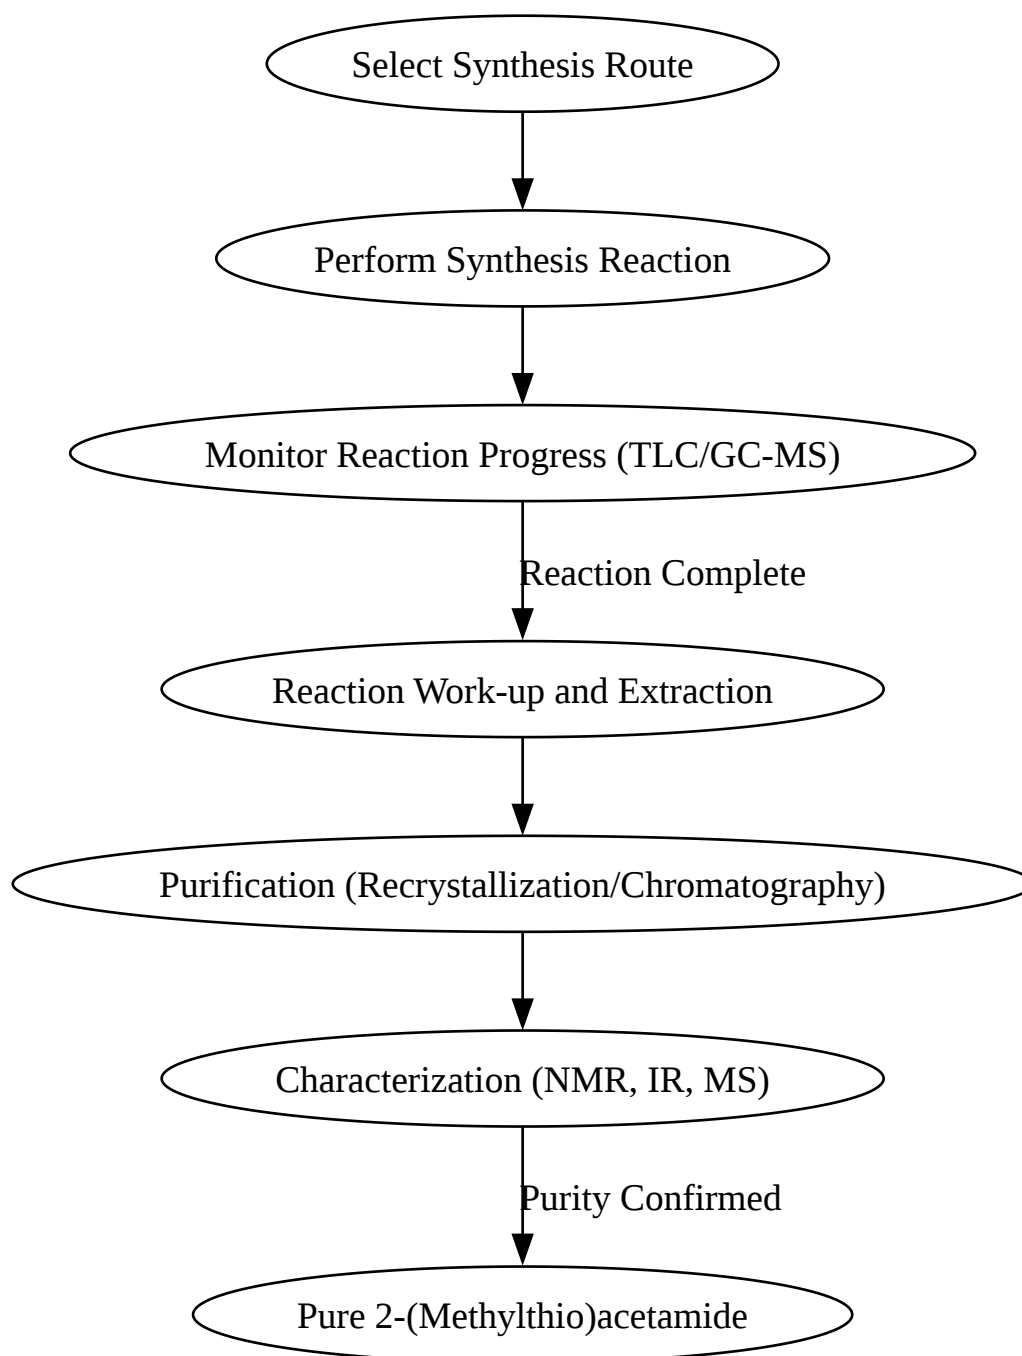 Select Synthesis Route
Perform Synthesis Reaction
Monitor Reaction Progress (TLC/GC-MS)
Reaction Complete
Reaction Work-up and Extraction
Purification (Recrystallization/Chromatography)
Characterization (NMR, IR, MS)
Purity Confirmed
Pure 2-(Methylthio)acetamide